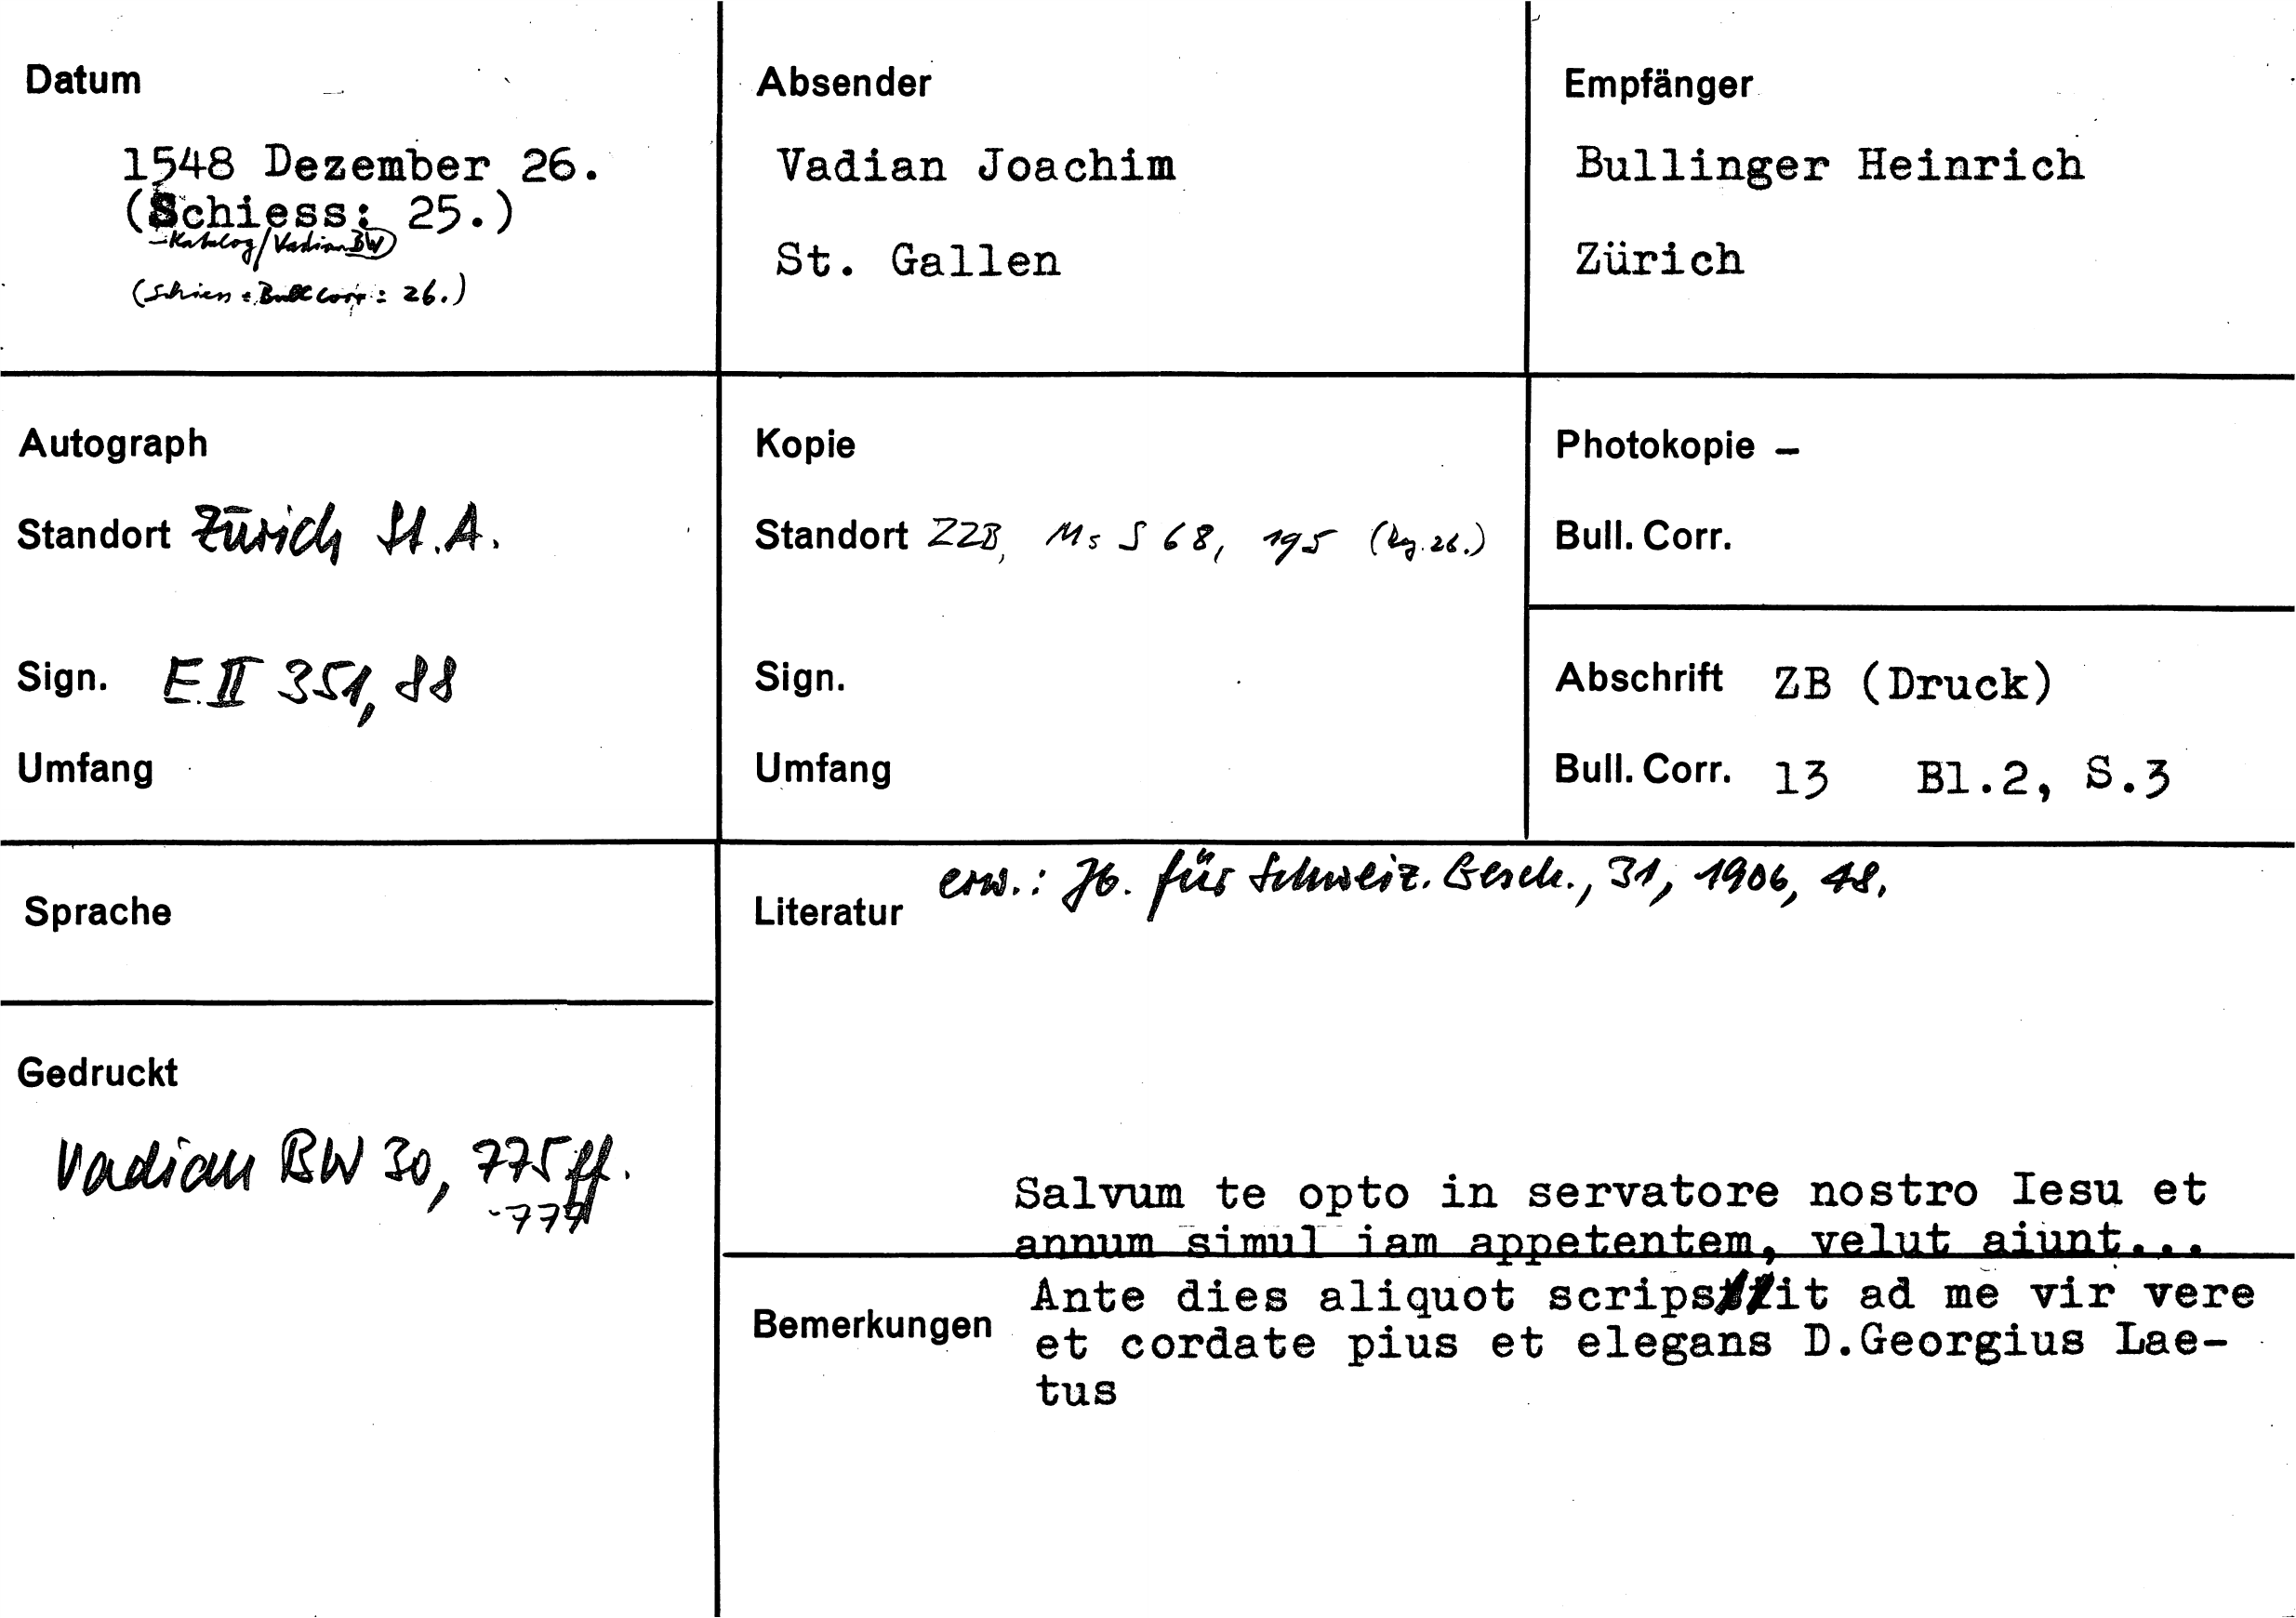 Datum
1548 Dezember 26.
(Schiess: 25.)
-Katalog/Vadian BW)
(Schiess + Bull Corr: 26.)
Absender
Vadian Joachim
St. Gallen
Empfänger
Bullinger Heinrich
Zürich
Autograph
Standort Zürich St.A.
Sign. E.II 351, 88
Umfang
Kopie
Standort ZZB, Ms S 68, 195 (26.)
Sign.
Umfang
Photokopie -
Bull. Corr.
Abschrift ZB (Druck)
Bull. Corr. 13 Bl.2, S.3
Sprache
Literatur erw.: Jb. für Schweiz. Gesch., 31, 1906, 48.
Gedruckt
Vadian BW 30, 775ff.
-777
Salvum te opto in servatore nostro Iesu et
annum simul iam appetentem, velut aiunt...
Bemerkungen Ante dies aliquot scripsit ad me vir vere
et cordate pius et elegans D.Georgius Lae-
tus